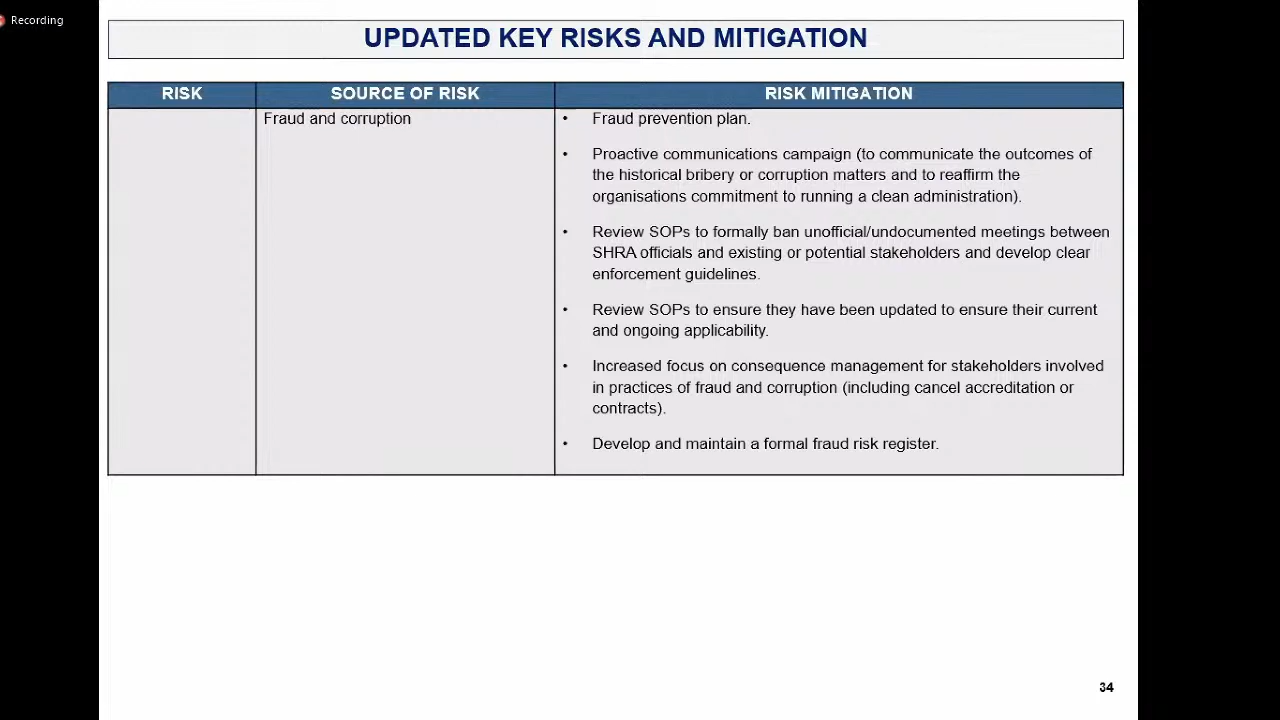 Recording
UPDATED KEY RISKS AND MITIGATION
RISK
SOURCE OF RISK
RISK MITIGATION
Fraud and corruption
• Fraud prevention plan.
• Proactive communications campaign (to communicate the outcomes of
the historical bribery or corruption matters and to reaffirm the
organisations commitment to running a clean administration).
• Review SOPs to formally ban unofficial/undocumented meetings between
SHRA officials and existing or potential stakeholders and develop clear
enforcement guidelines.
• Review SOPs to ensure they have been updated to ensure their current
and ongoing applicability.
• Increased focus on consequence management for stakeholders involved
in practices of fraud and corruption (including cancel accreditation or
contracts).
• Develop and maintain a formal fraud risk register.
34